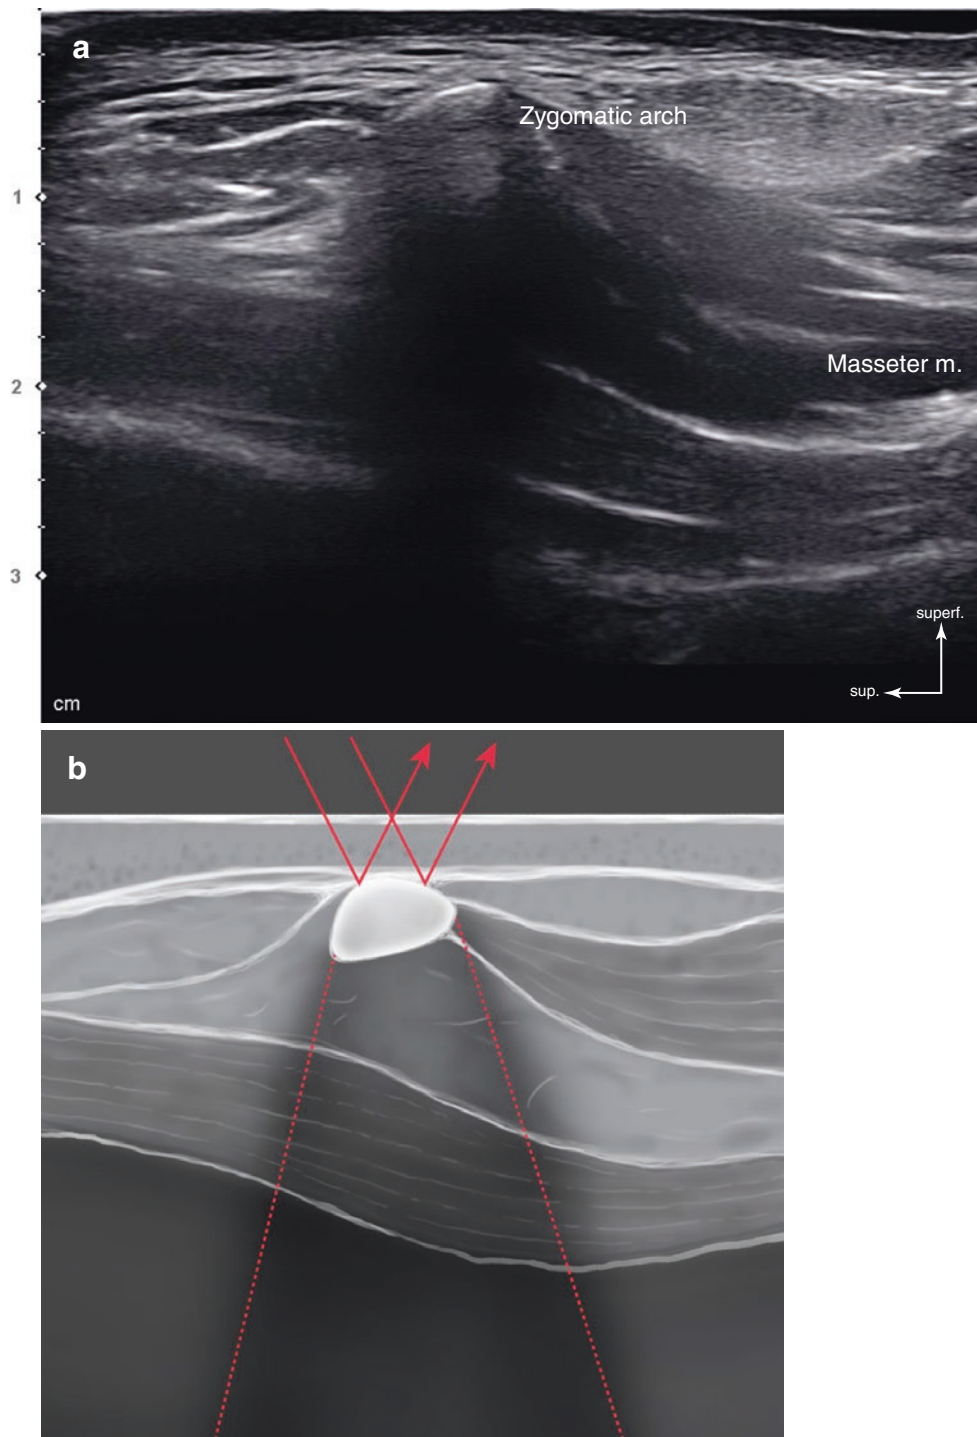 a
Zygomatic arch
1
2
Masseter m.
3
superf.
sup.
cm
b